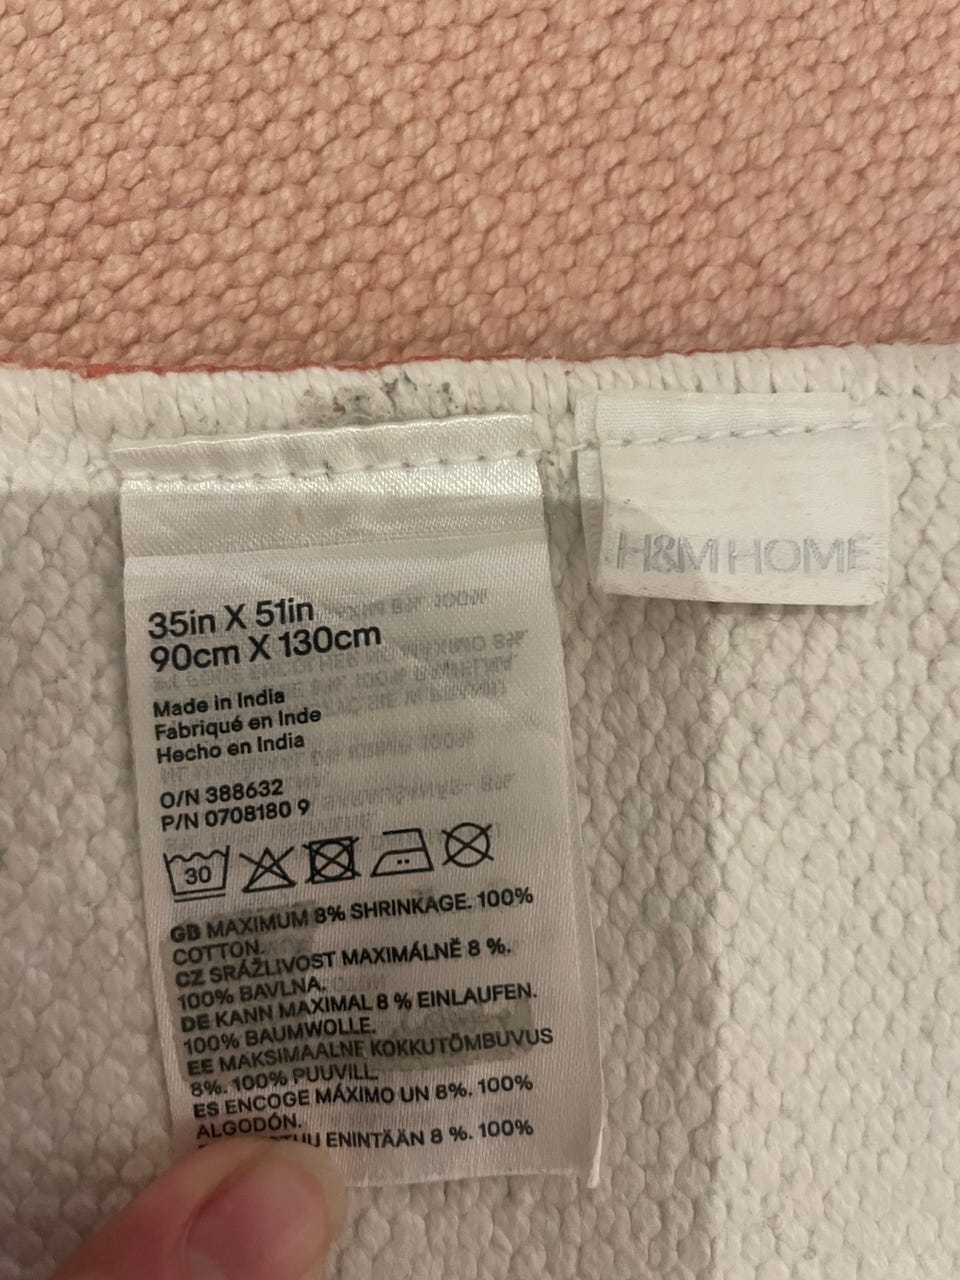 35in X 51in
90cm X 130cm
Made in India
Fabriqué en Inde
Hecho en India
O/N 388632
P/N 0708180 9
30
GB MAXIMUM 8% SHRINKAGE. 100%
COTTON.
CZ SRÁŽLIVOST MAXIMÁLNĚ 8 %.
100% BAVLNA.
DE KANN MAXIMAL 8 % EINLAUFEN.
100% BAUMWOLLE.
EE MAKSIMAALNE KOKKUTÕMBUVUS
8%. 100% PUUVILL.
ES ENCOGE MÁXIMO UN 8%. 100%
ALGODÓN.
ENINTÄÄN 8 %. 100%
H&M HOME